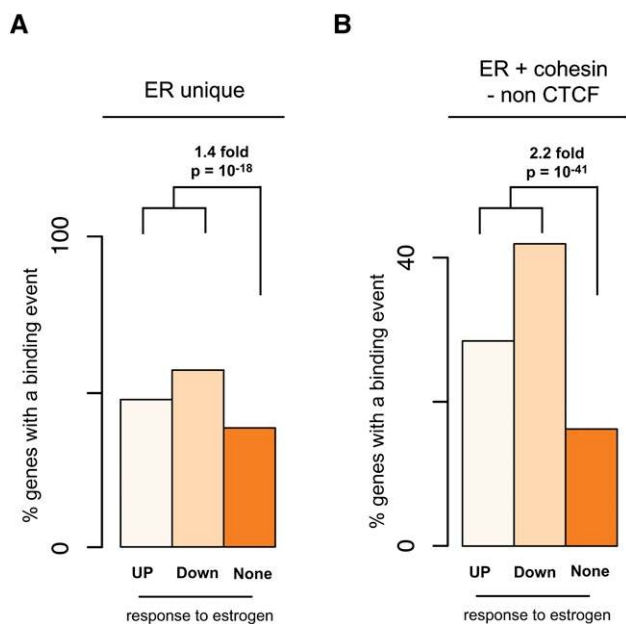 A
ER unique
1.4 fold
p = 10-18
100
0
% genes with a binding event
UP Down None
response to estrogen
B
ER + cohesin
- non CTCF
2.2 fold
p = 10-41
40
0
% genes with a binding event
UP Down None
response to estrogen